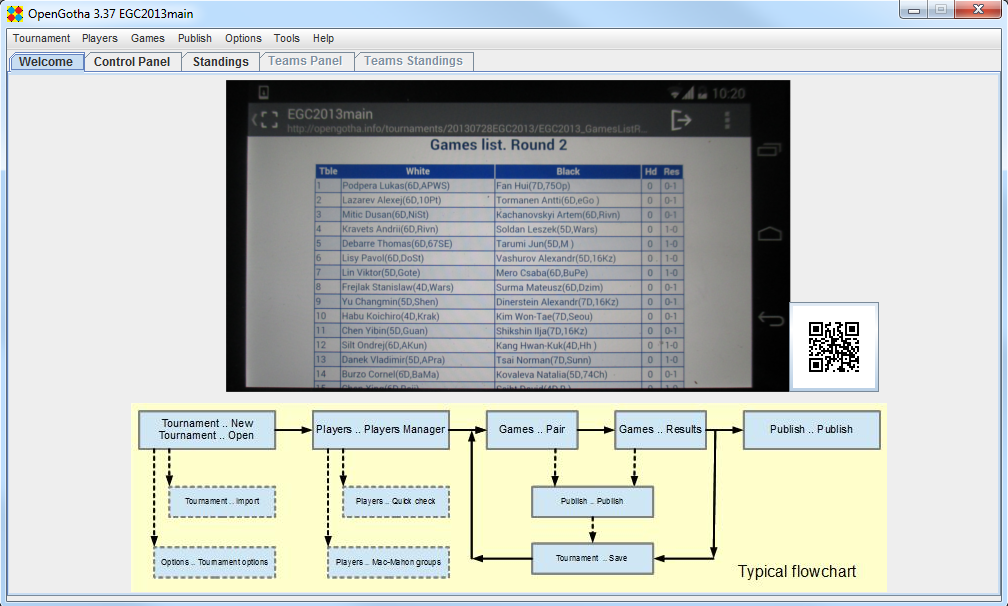 OpenGotha 3.37 EGC2013main
Tournament Players Games Publish Options Tools Help
Welcome Control Panel Standings Teams Panel Teams Standings
10:20
EGC2013main
http://opengotha.info/tournaments/20130728EGC2013/EGC2013_GamesListR...
Games list. Round 2
Tble White Black Hd Res
1 Podpera Lukas(6D,APWS) Fan Hui(7D,75Op) 0 0-1
2 Lazarev Alexej(6D,10Pt) Tormanen Antti(6D,eGo ) 0 0-1
3 Mitic Dusan(6D,NiSt) Kachanovskyi Artem(6D,Rivn) 0 0-1
4 Kravets Andrii(6D,Rivn) Soldan Leszek(5D,Wars) 0 1-0
5 Debarre Thomas(6D,67SE) Tarumi Jun(5D,M ) 0 1-0
6 Lisy Pavol(6D,DoSt) Vashurov Alexandr(5D,16Kz) 0 1-0
7 Lin Viktor(5D,Gote) Mero Csaba(6D,BuPe) 0 1-0
8 Frejlak Stanislaw(4D,Wars) Surma Mateusz(6D,Dzim) 0 0-1
9 Yu Changmin(5D,Shen) Dinerstein Alexandr(7D,16Kz) 0 0-1
10 Habu Koichiro(4D,Krak) Kim Won-Tae(7D,Seou) 0 0-1
11 Chen Yibin(5D,Guan) Shikshin Ilja(7D,16Kz) 0 0-1
12 Silt Ondrej(6D,AKun) Kang Hwan-Kuk(4D,Hh ) 0 1-0
13 Danek Vladimir(5D,APra) Tsai Norman(7D,Sunn) 0 1-0
14 Burzo Cornel(6D,BaMa) Kovaleva Natalia(5D,74Ch) 0 0-1
Tournament .. New
Tournament .. Open
Players .. Players Manager
Games .. Pair
Games .. Results
Publish .. Publish
Tournament .. Import
Players .. Quick check
Publish .. Publish
Options .. Tournament options
Players .. Mac-Mahon groups
Tournament .. Save
Typical flowchart